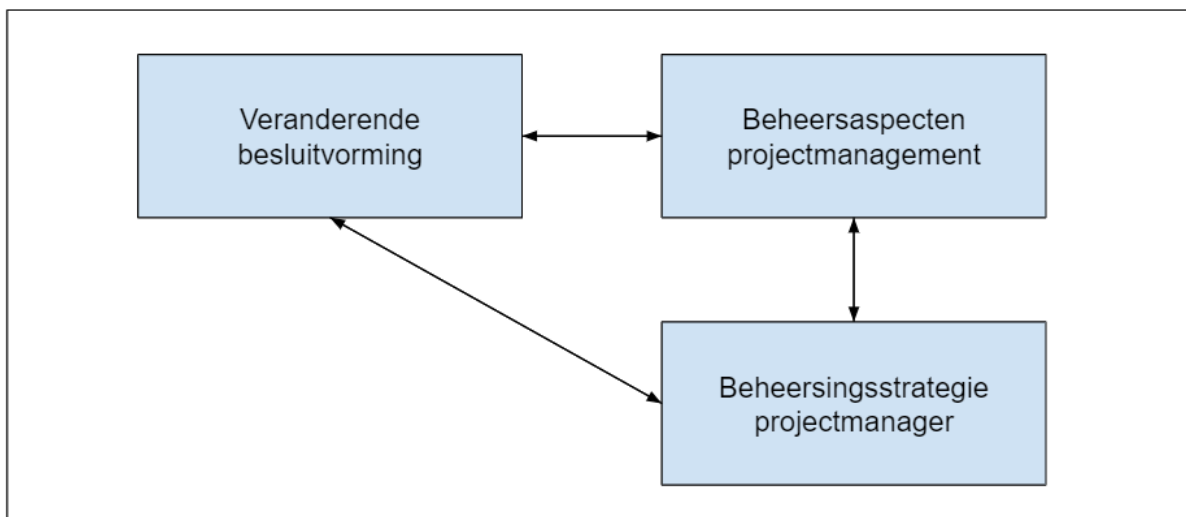 Veranderende
besluitvorming
Beheersaspecten
projectmanagement
Beheersingsstrategie
projectmanager